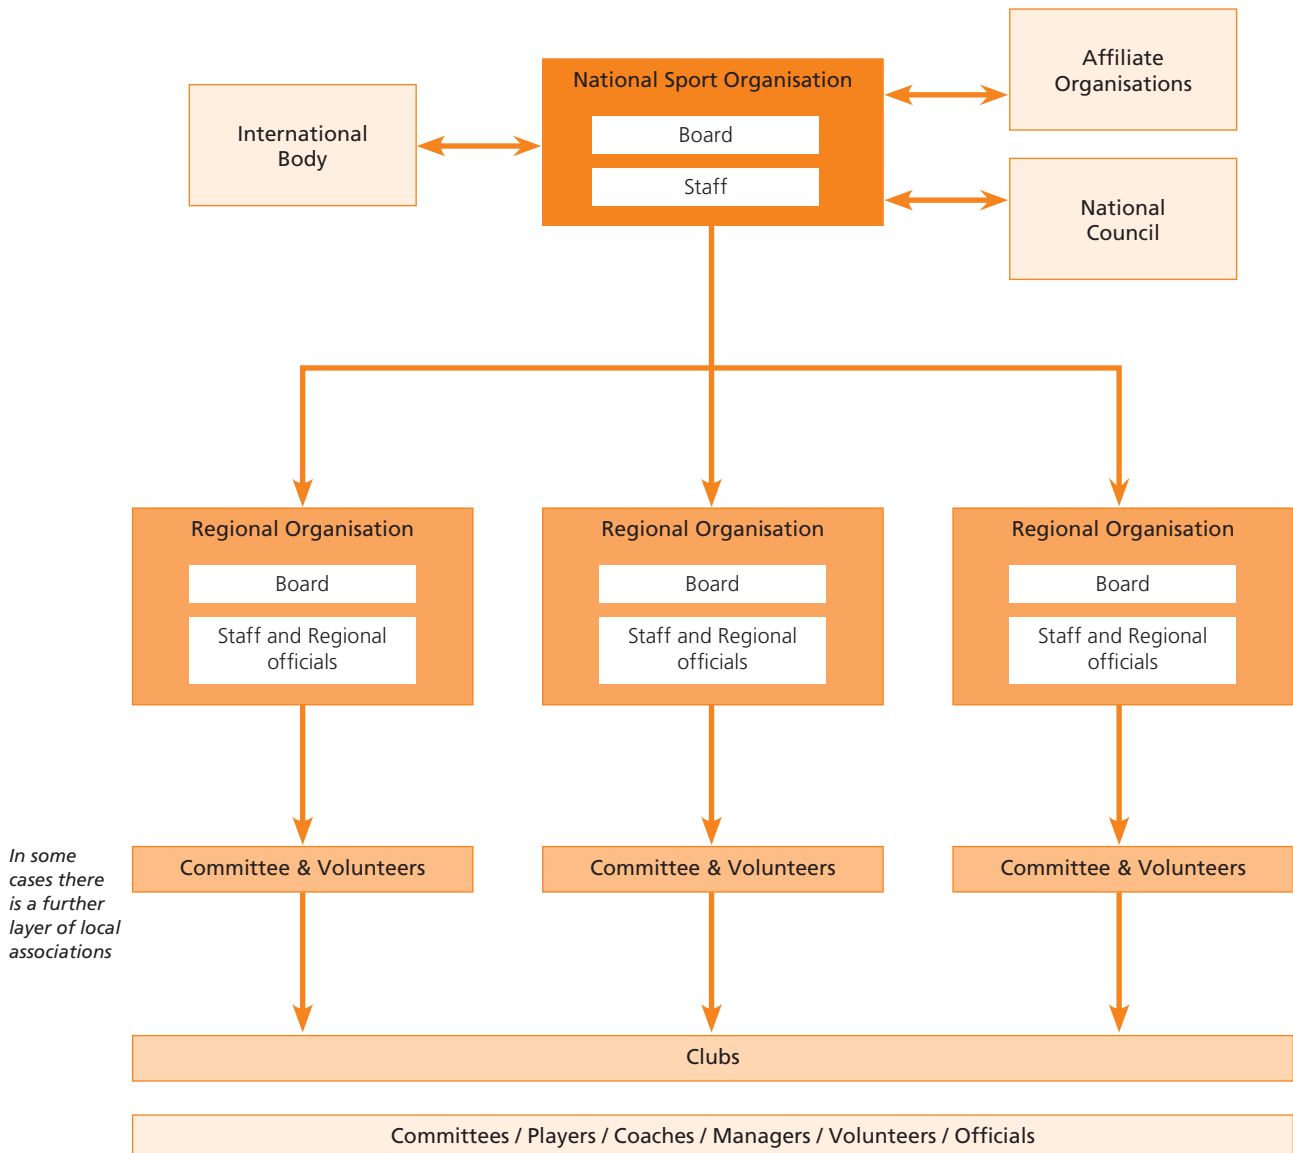 Affiliate
Organisations
National Sport Organisation
International
Body
Board
Staff
National
Council
Regional Organisation
Board
Staff and Regional
officials
Regional Organisation
Board
Staff and Regional
officials
Regional Organisation
Board
Staff and Regional
officials
In some
cases there
is a further
layer of local
associations
Committee & Volunteers
Committee & Volunteers
Committee & Volunteers
Clubs
Committees / Players / Coaches / Managers / Volunteers / Officials